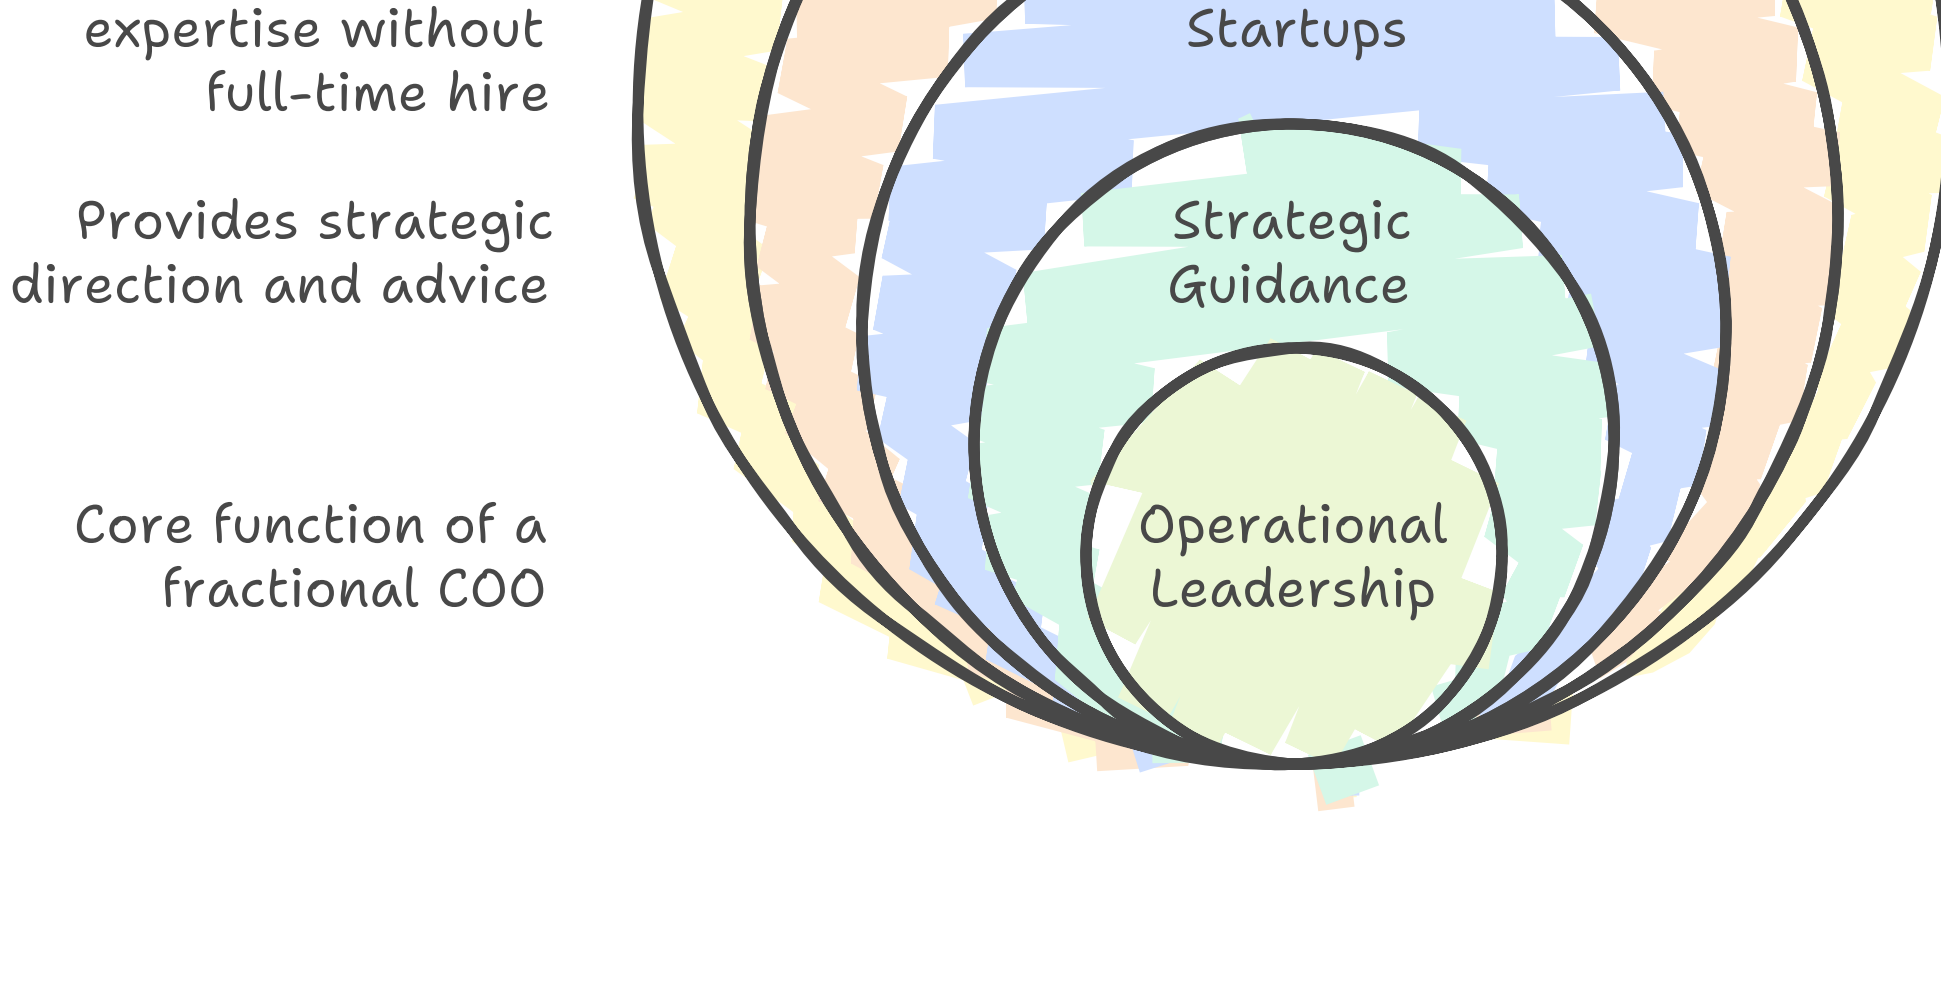 expertise without
full-time hire
Startups
Provides strategic
direction and advice
Strategic
Guidance
Core function of a
fractional COO
Operational
Leadership